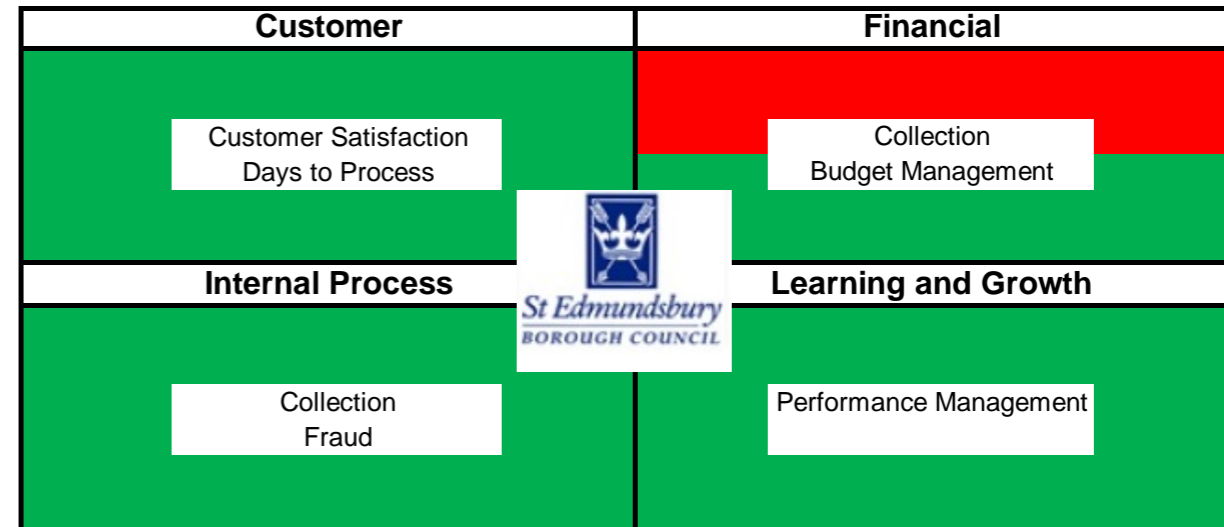 Customer
Financial
Customer Satisfaction
Days to Process
Collection
Budget Management
Internal Process
Learning and Growth
St Edmundsbury
BOROUGH COUNCIL
Collection
Fraud
Performance Management